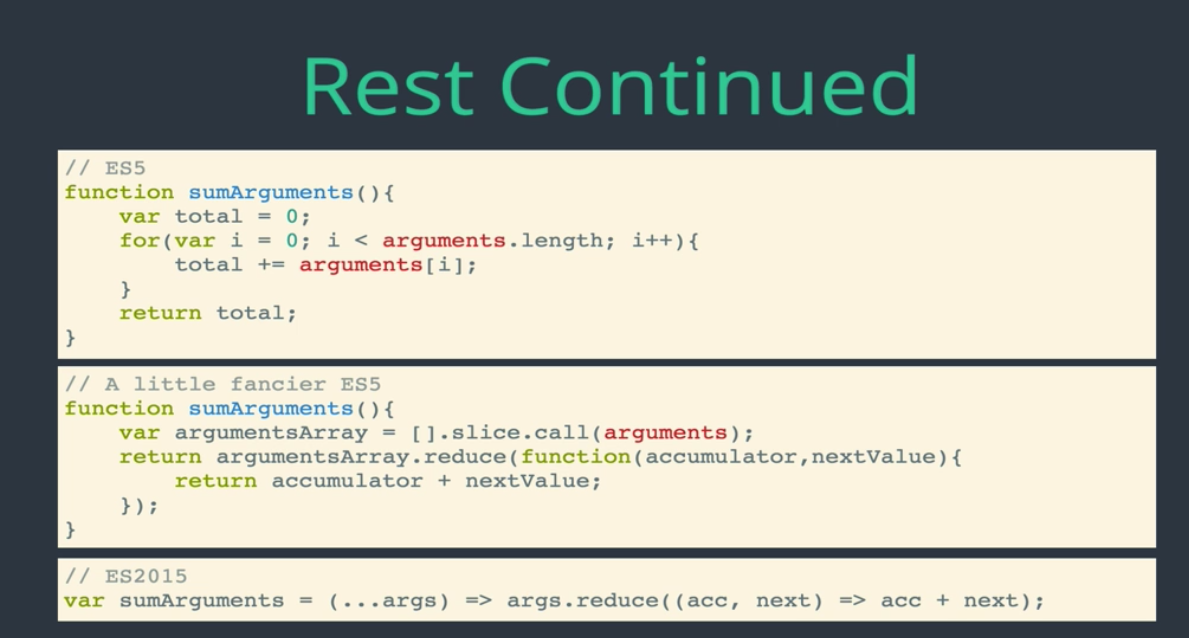 Rest Continued
// ES5
function sumArguments(){
    var total = 0;
    for(var i = 0; i < arguments.length; i++){
        total += arguments[i];
    }
    return total;
}
// A little fancier ES5
function sumArguments(){
    var argumentsArray = [].slice.call(arguments);
    return argumentsArray.reduce(function(accumulator,nextValue){
        return accumulator + nextValue;
    });
}
// ES2015
var sumArguments = (...args) => args.reduce((acc, next) => acc + next);